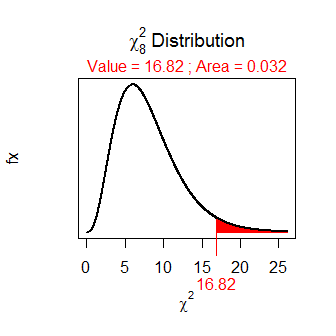 χ²₈ Distribution
Value = 16.82 ; Area = 0.032
fx
0 5 10 15 20 25
16.82
χ²